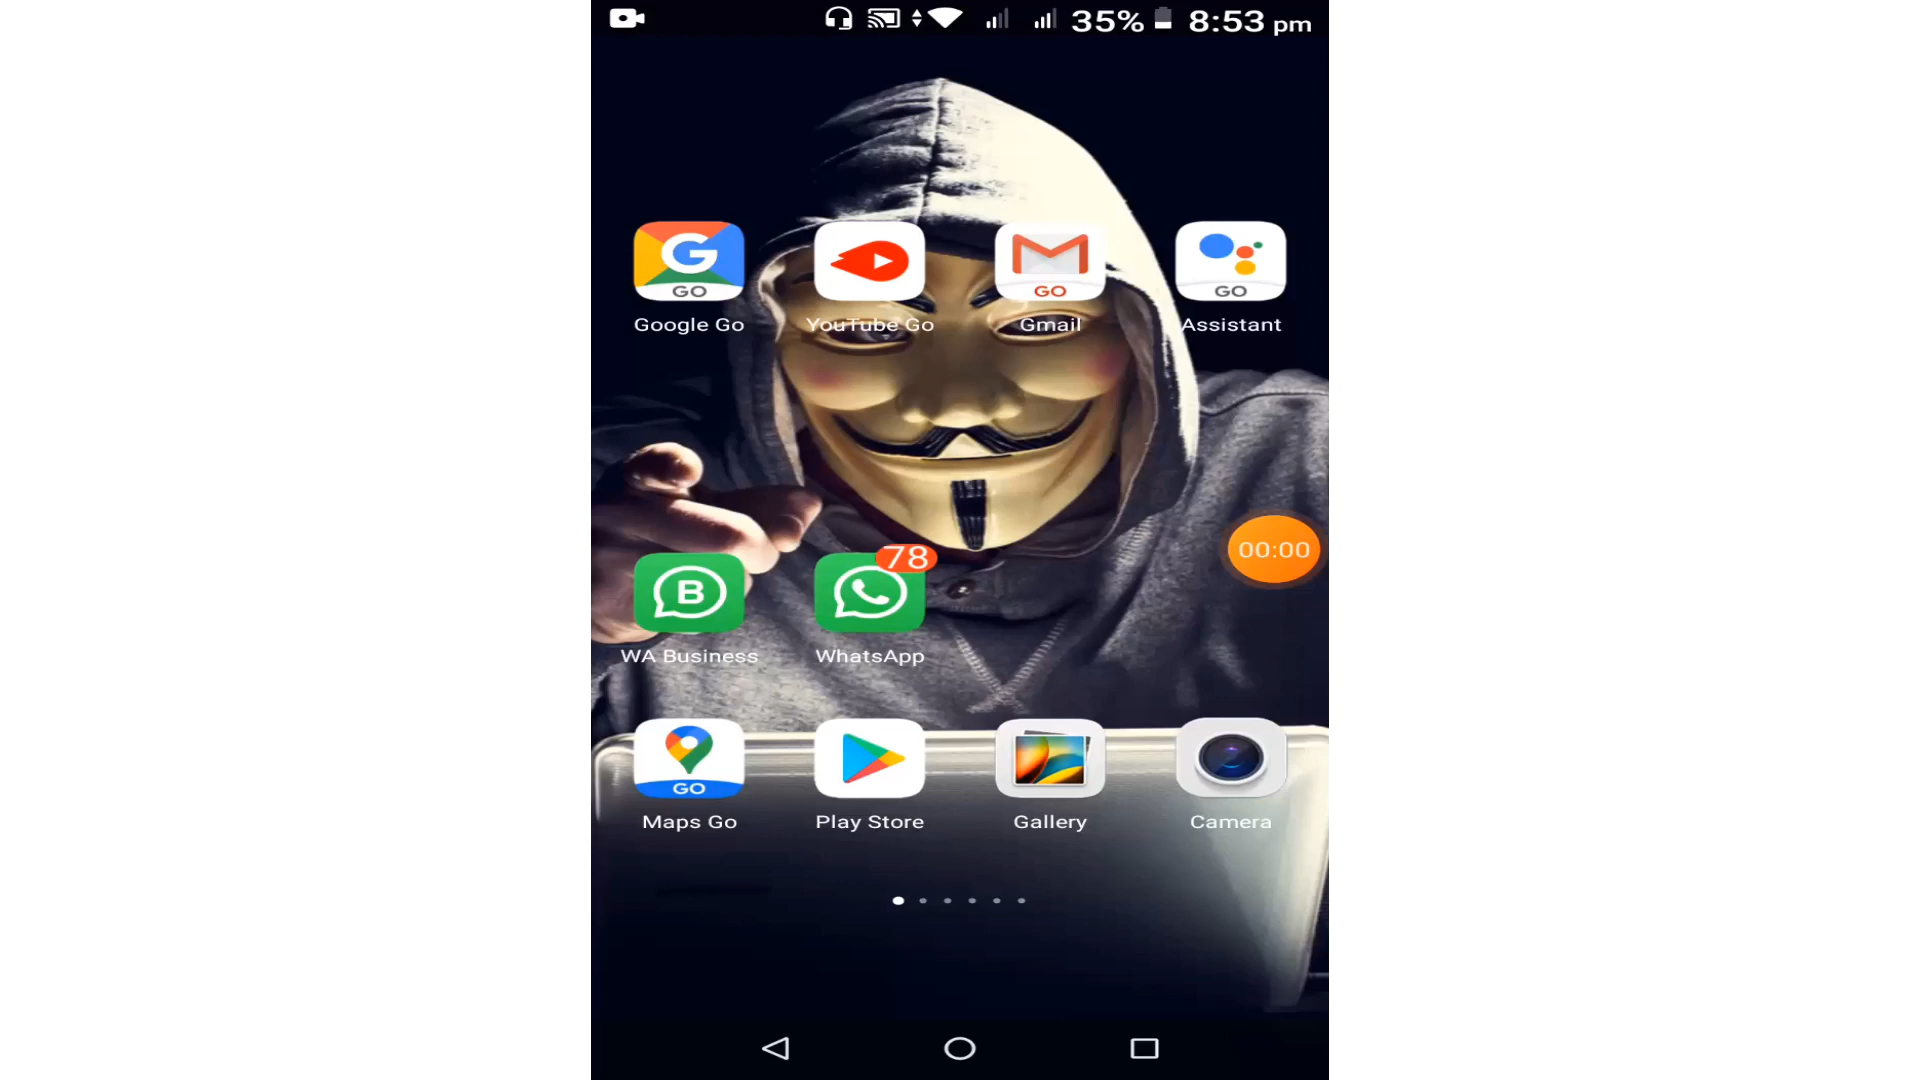 35% 8:53 pm
GO GO GO
Google Go YouTube Go Gmail Assistant
00:00
78
B
WA Business WhatsApp
GO
Maps Go Play Store Gallery Camera